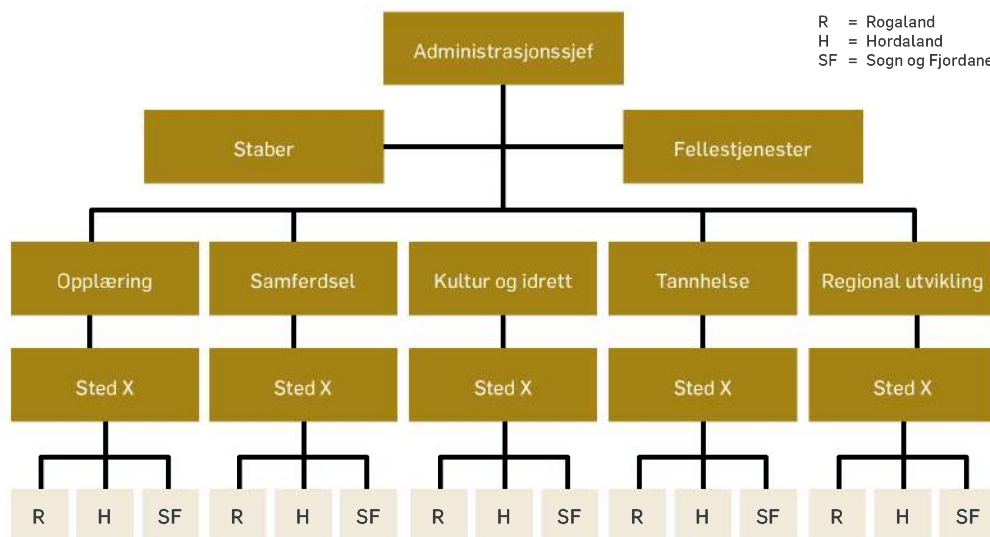 R = Rogaland
H = Hordaland
SF = Sogn og Fjordane
Administrasjonssjef
Staber
Fellestjenester
Opplæring
Samferdsel
Kultur og idrett
Tannhelse
Regional utvikling
Sted X
Sted X
Sted X
Sted X
Sted X
R H SF R H SF R H SF R H SF R H SF